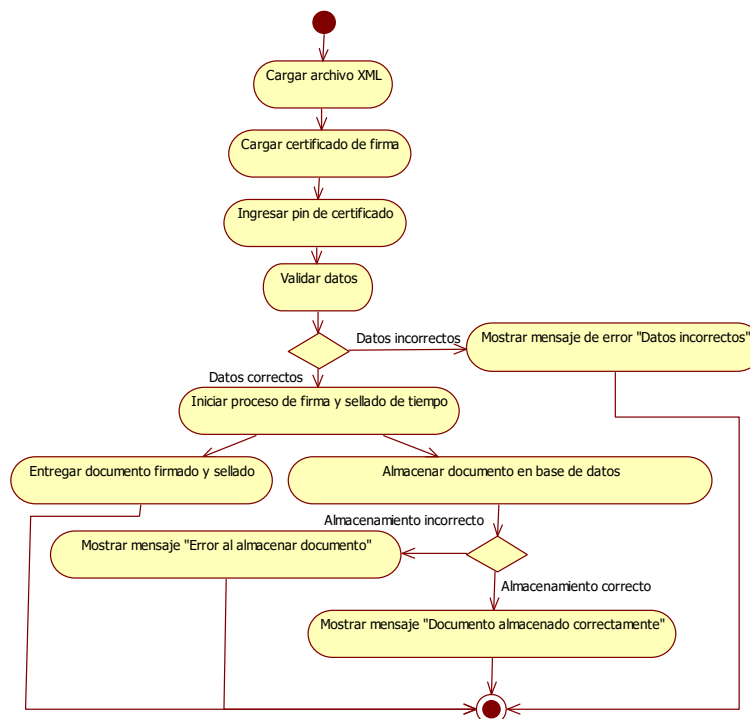 Cargar archivo XML
Cargar certificado de firma
Ingresar pin de certificado
Validar datos
Datos incorrectos
Mostrar mensaje de error "Datos incorrectos"
Datos correctos
Iniciar proceso de firma y sellado de tiempo
Entregar documento firmado y sellado
Almacenar documento en base de datos
Almacenamiento incorrecto
Mostrar mensaje "Error al almacenar documento"
Almacenamiento correcto
Mostrar mensaje "Documento almacenado correctamente"